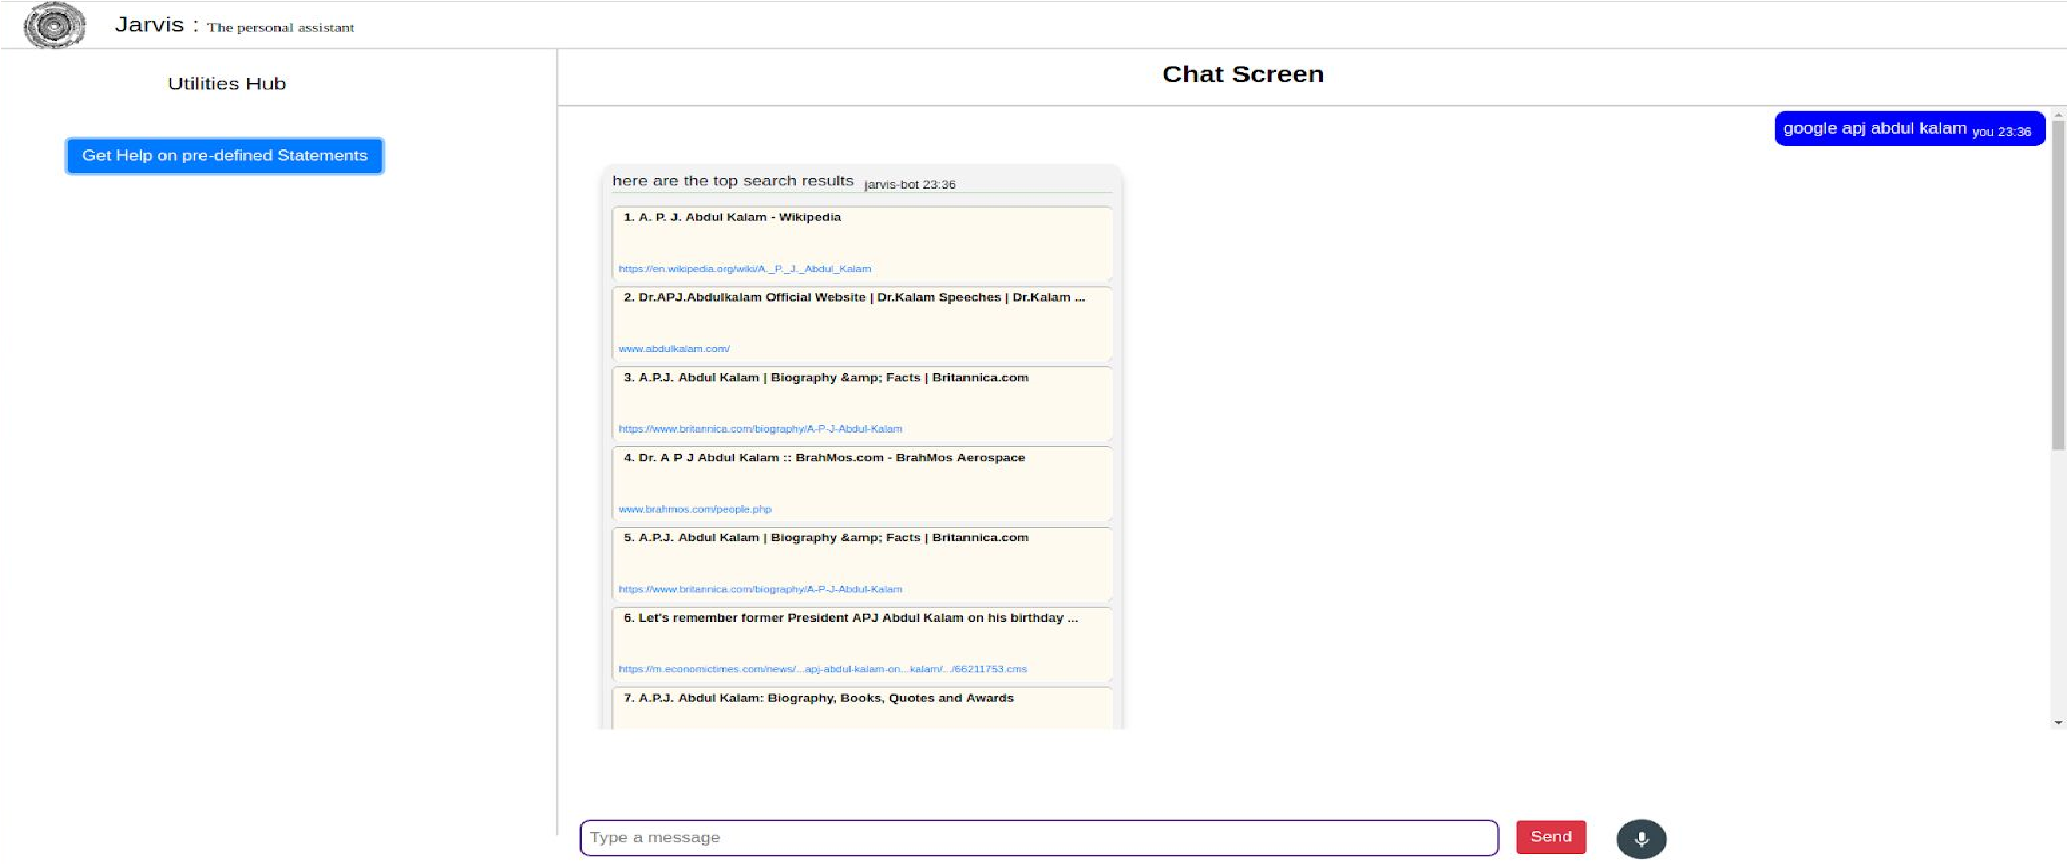 Jarvis : The personal assistant
Utilities Hub
Get Help on pre-defined Statements
Chat Screen
google apj abdul kalam you 23:36
here are the top search results jarvis-bot 23:36
1. A. P. J. Abdul Kalam - Wikipedia
https://en.wikipedia.org/wiki/A._P._J._Abdul_Kalam
2. Dr.APJ.Abdulkalam Official Website | Dr.Kalam Speeches | Dr.Kalam ...
www.abdulkalam.com/
3. A.P.J. Abdul Kalam | Biography &amp; Facts | Britannica.com
https://www.britannica.com/biography/A-P-J-Abdul-Kalam
4. Dr. A P J Abdul Kalam :: BrahMos.com - BrahMos Aerospace
www.brahmos.com/people.php
5. A.P.J. Abdul Kalam | Biography &amp; Facts | Britannica.com
https://www.britannica.com/biography/A-P-J-Abdul-Kalam
6. Let's remember former President APJ Abdul Kalam on his birthday ...
https://m.economictimes.com/news/...apj-abdul-kalam-on...kalam/.../66211753.cms
7. A.P.J. Abdul Kalam: Biography, Books, Quotes and Awards
Type a message
Send